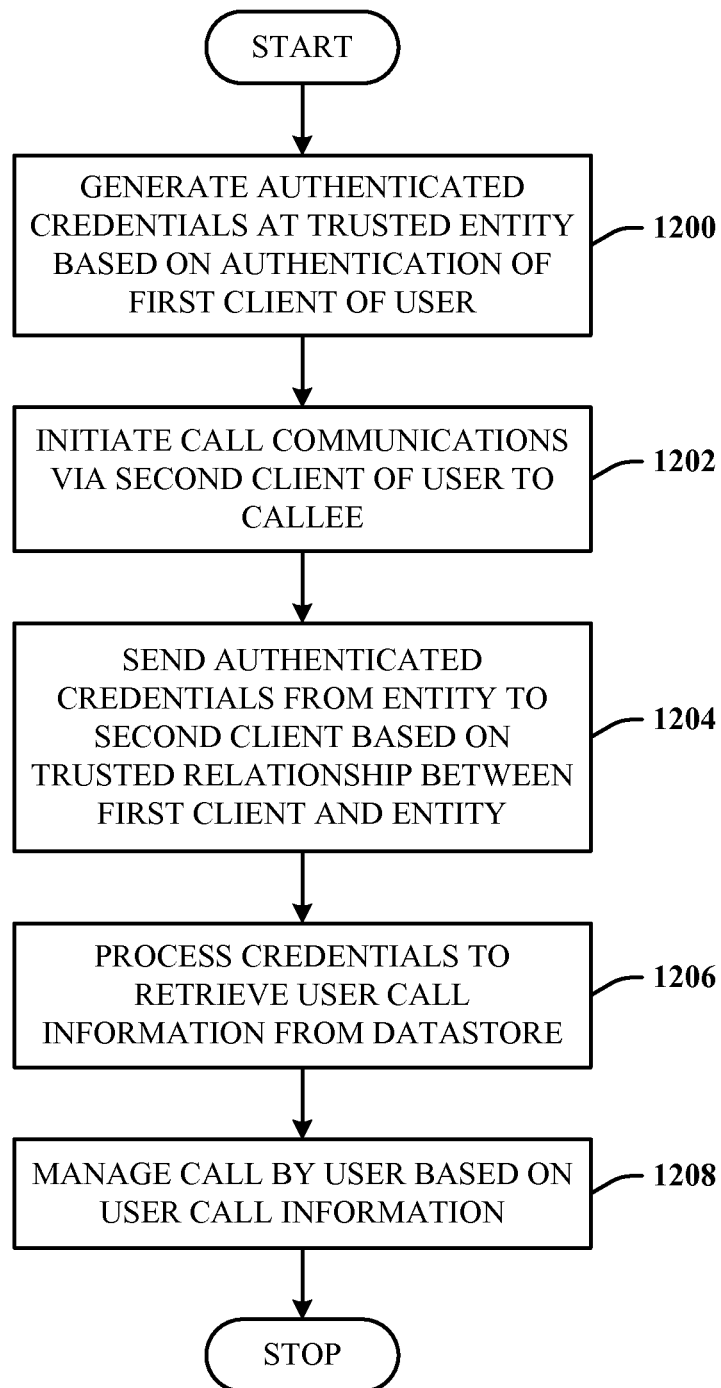 START
GENERATE AUTHENTICATED
CREDENTIALS AT TRUSTED ENTITY
BASED ON AUTHENTICATION OF
FIRST CLIENT OF USER
1200
INITIATE CALL COMMUNICATIONS
VIA SECOND CLIENT OF USER TO
CALLEE
1202
SEND AUTHENTICATED
CREDENTIALS FROM ENTITY TO
SECOND CLIENT BASED ON
TRUSTED RELATIONSHIP BETWEEN
FIRST CLIENT AND ENTITY
1204
PROCESS CREDENTIALS TO
RETRIEVE USER CALL
INFORMATION FROM DATASTORE
1206
MANAGE CALL BY USER BASED ON
USER CALL INFORMATION
1208
STOP